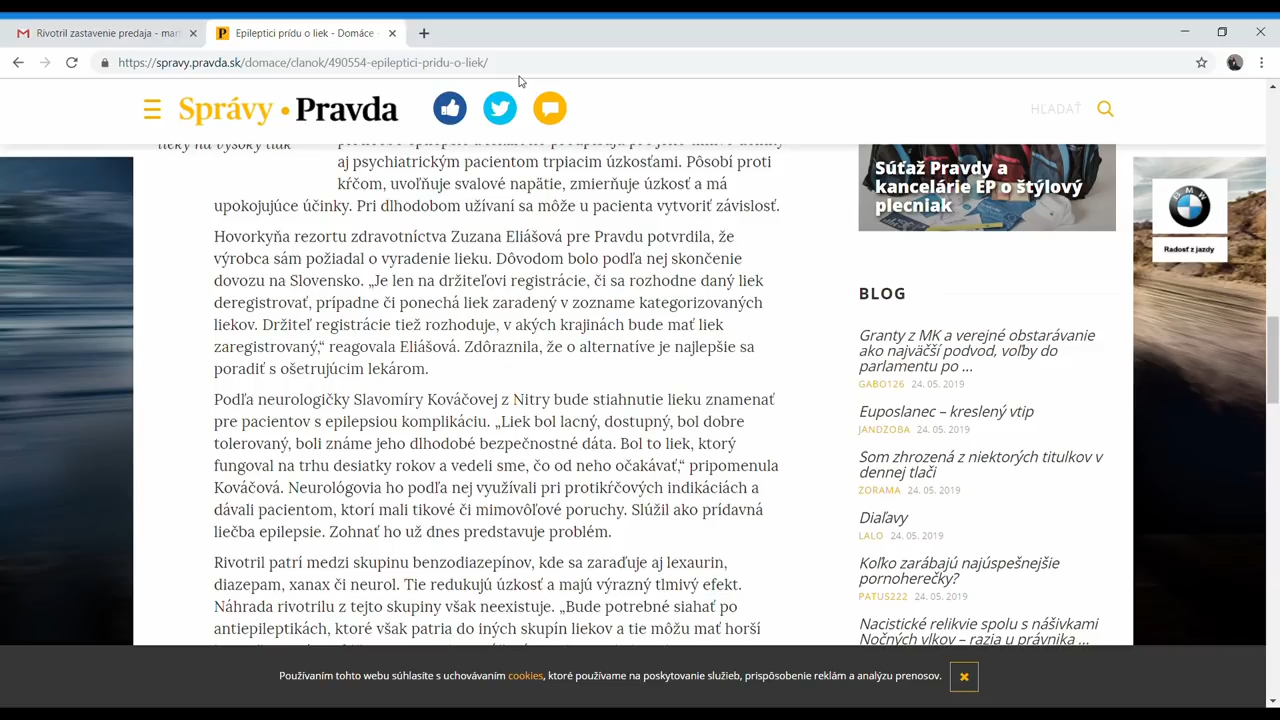 Rivotril zastavenie predaja - mar
Epileptici prídu o liek - Domáce -
https://spravy.pravda.sk/domace/clanok/490554-epileptici-pridu-o-liek/
Správy • Pravda
HĽADAŤ
lieky na vysoký tlak
aj psychiatrickým pacientom trpiacim úzkosťami. Pôsobí proti
kŕčom, uvoľňuje svalové napätie, zmierňuje úzkosť a má
upokojujúce účinky. Pri dlhodobom užívaní sa môže u pacienta vytvoriť závislosť.
Hovorkyňa rezortu zdravotníctva Zuzana Eliášová pre Pravdu potvrdila, že
výrobca sám požiadal o vyradenie lieku. Dôvodom bolo podľa nej skončenie
dovozu na Slovensko. „Je len na držiteľovi registrácie, či sa rozhodne daný liek
deregistrovať, prípadne či ponechá liek zaradený v zozname kategorizovaných
liekov. Držiteľ registrácie tiež rozhoduje, v akých krajinách bude mať liek
zaregistrovaný,“ reagovala Eliášová. Zdôraznila, že o alternatíve je najlepšie sa
poradiť s ošetrujúcim lekárom.
Podľa neurologičky Slavomíry Kováčovej z Nitry bude stiahnutie lieku znamenať
pre pacientov s epilepsiou komplikáciu. „Liek bol lacný, dostupný, bol dobre
tolerovaný, boli známe jeho dlhodobé bezpečnostné dáta. Bol to liek, ktorý
fungoval na trhu desiatky rokov a vedeli sme, čo od neho očakávať,“ pripomenula
Kováčová. Neurológovia ho podľa nej využívali pri protikŕčových indikáciách a
dávali pacientom, ktorí mali tikové či mimovôľové poruchy. Slúžil ako prídavná
liečba epilepsie. Zohnať ho už dnes predstavuje problém.
Rivotril patrí medzi skupinu benzodiazepínov, kde sa zaraďuje aj lexaurin,
diazepam, xanax či neurol. Tie redukujú úzkosť a majú výrazný tlmivý efekt.
Náhrada rivotrilu z tejto skupiny však neexistuje. „Bude potrebné siahať po
antiepileptikách, ktoré však patria do iných skupín liekov a tie môžu mať horší
Súťaž Pravdy a
kancelárie EP o štýlový
plecniak
BLOG
Granty z MK a verejné obstarávanie
ako najväčší podvod, voľby do
parlamentu po ...
GABO126 24. 05. 2019
Euposlanec – kreslený vtip
JANDZOBA 24. 05. 2019
Som zhrozená z niektorých titulkov v
dennej tlači
ZORAMA 24. 05. 2019
Diaľavy
LALO 24. 05. 2019
Koľko zarábajú najúspešnejšie
pornoherečky?
PATUS222 24. 05. 2019
Nacistické relikvie spolu s nášivkami
Nočných vlkov – razia u právnika ...
BMW
Radosť z jazdy
Používaním tohto webu súhlasíte s uchovávaním cookies, ktoré používame na poskytovanie služieb, prispôsobenie reklám a analýzu prenosov.